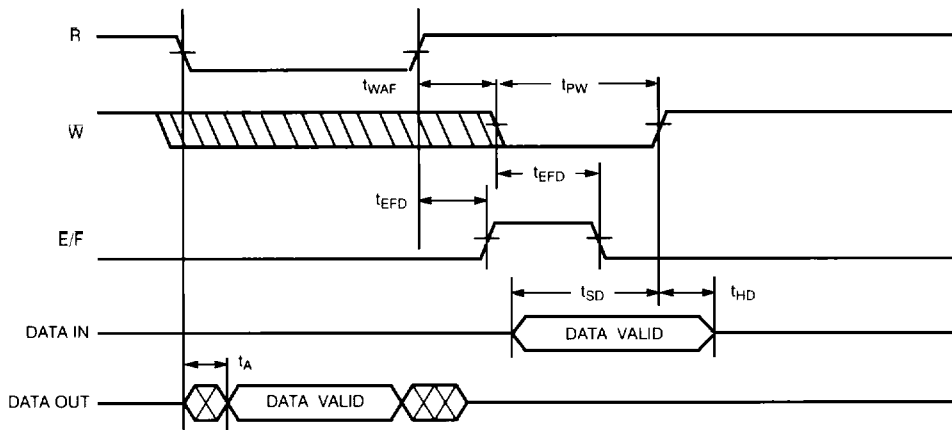 R̅
tWAF
tPW
W̅
tEFD
tEFD
E̅/F̅
tSD
tHD
DATA IN
DATA VALID
tA
DATA OUT
DATA VALID